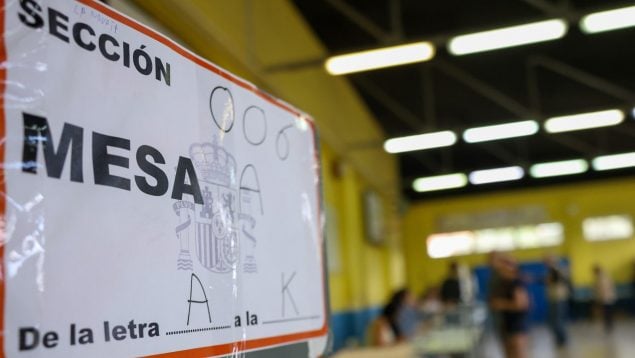 SECCIÓN 006
MESA A
De la letra A a la K